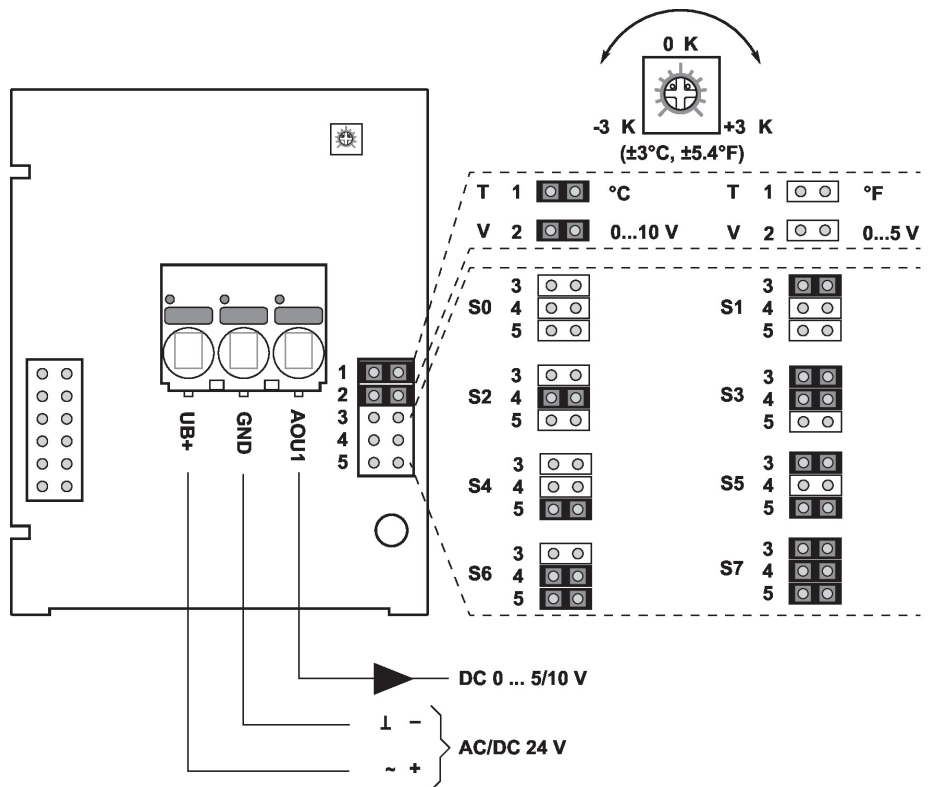 0 K
-3 K +3 K
(±3°C, ±5.4°F)
T 1 °C T 1 °F
V 2 0...10 V V 2 0...5 V
S0 3 4 5
S1 3 4 5
S2 3 4 5
S3 3 4 5
S4 3 4 5
S5 3 4 5
S6 3 4 5
S7 3 4 5
1
2
3
4
5
UB+
GND
AOU1
DC 0 ... 5/10 V
⊥ −
~ +
AC/DC 24 V